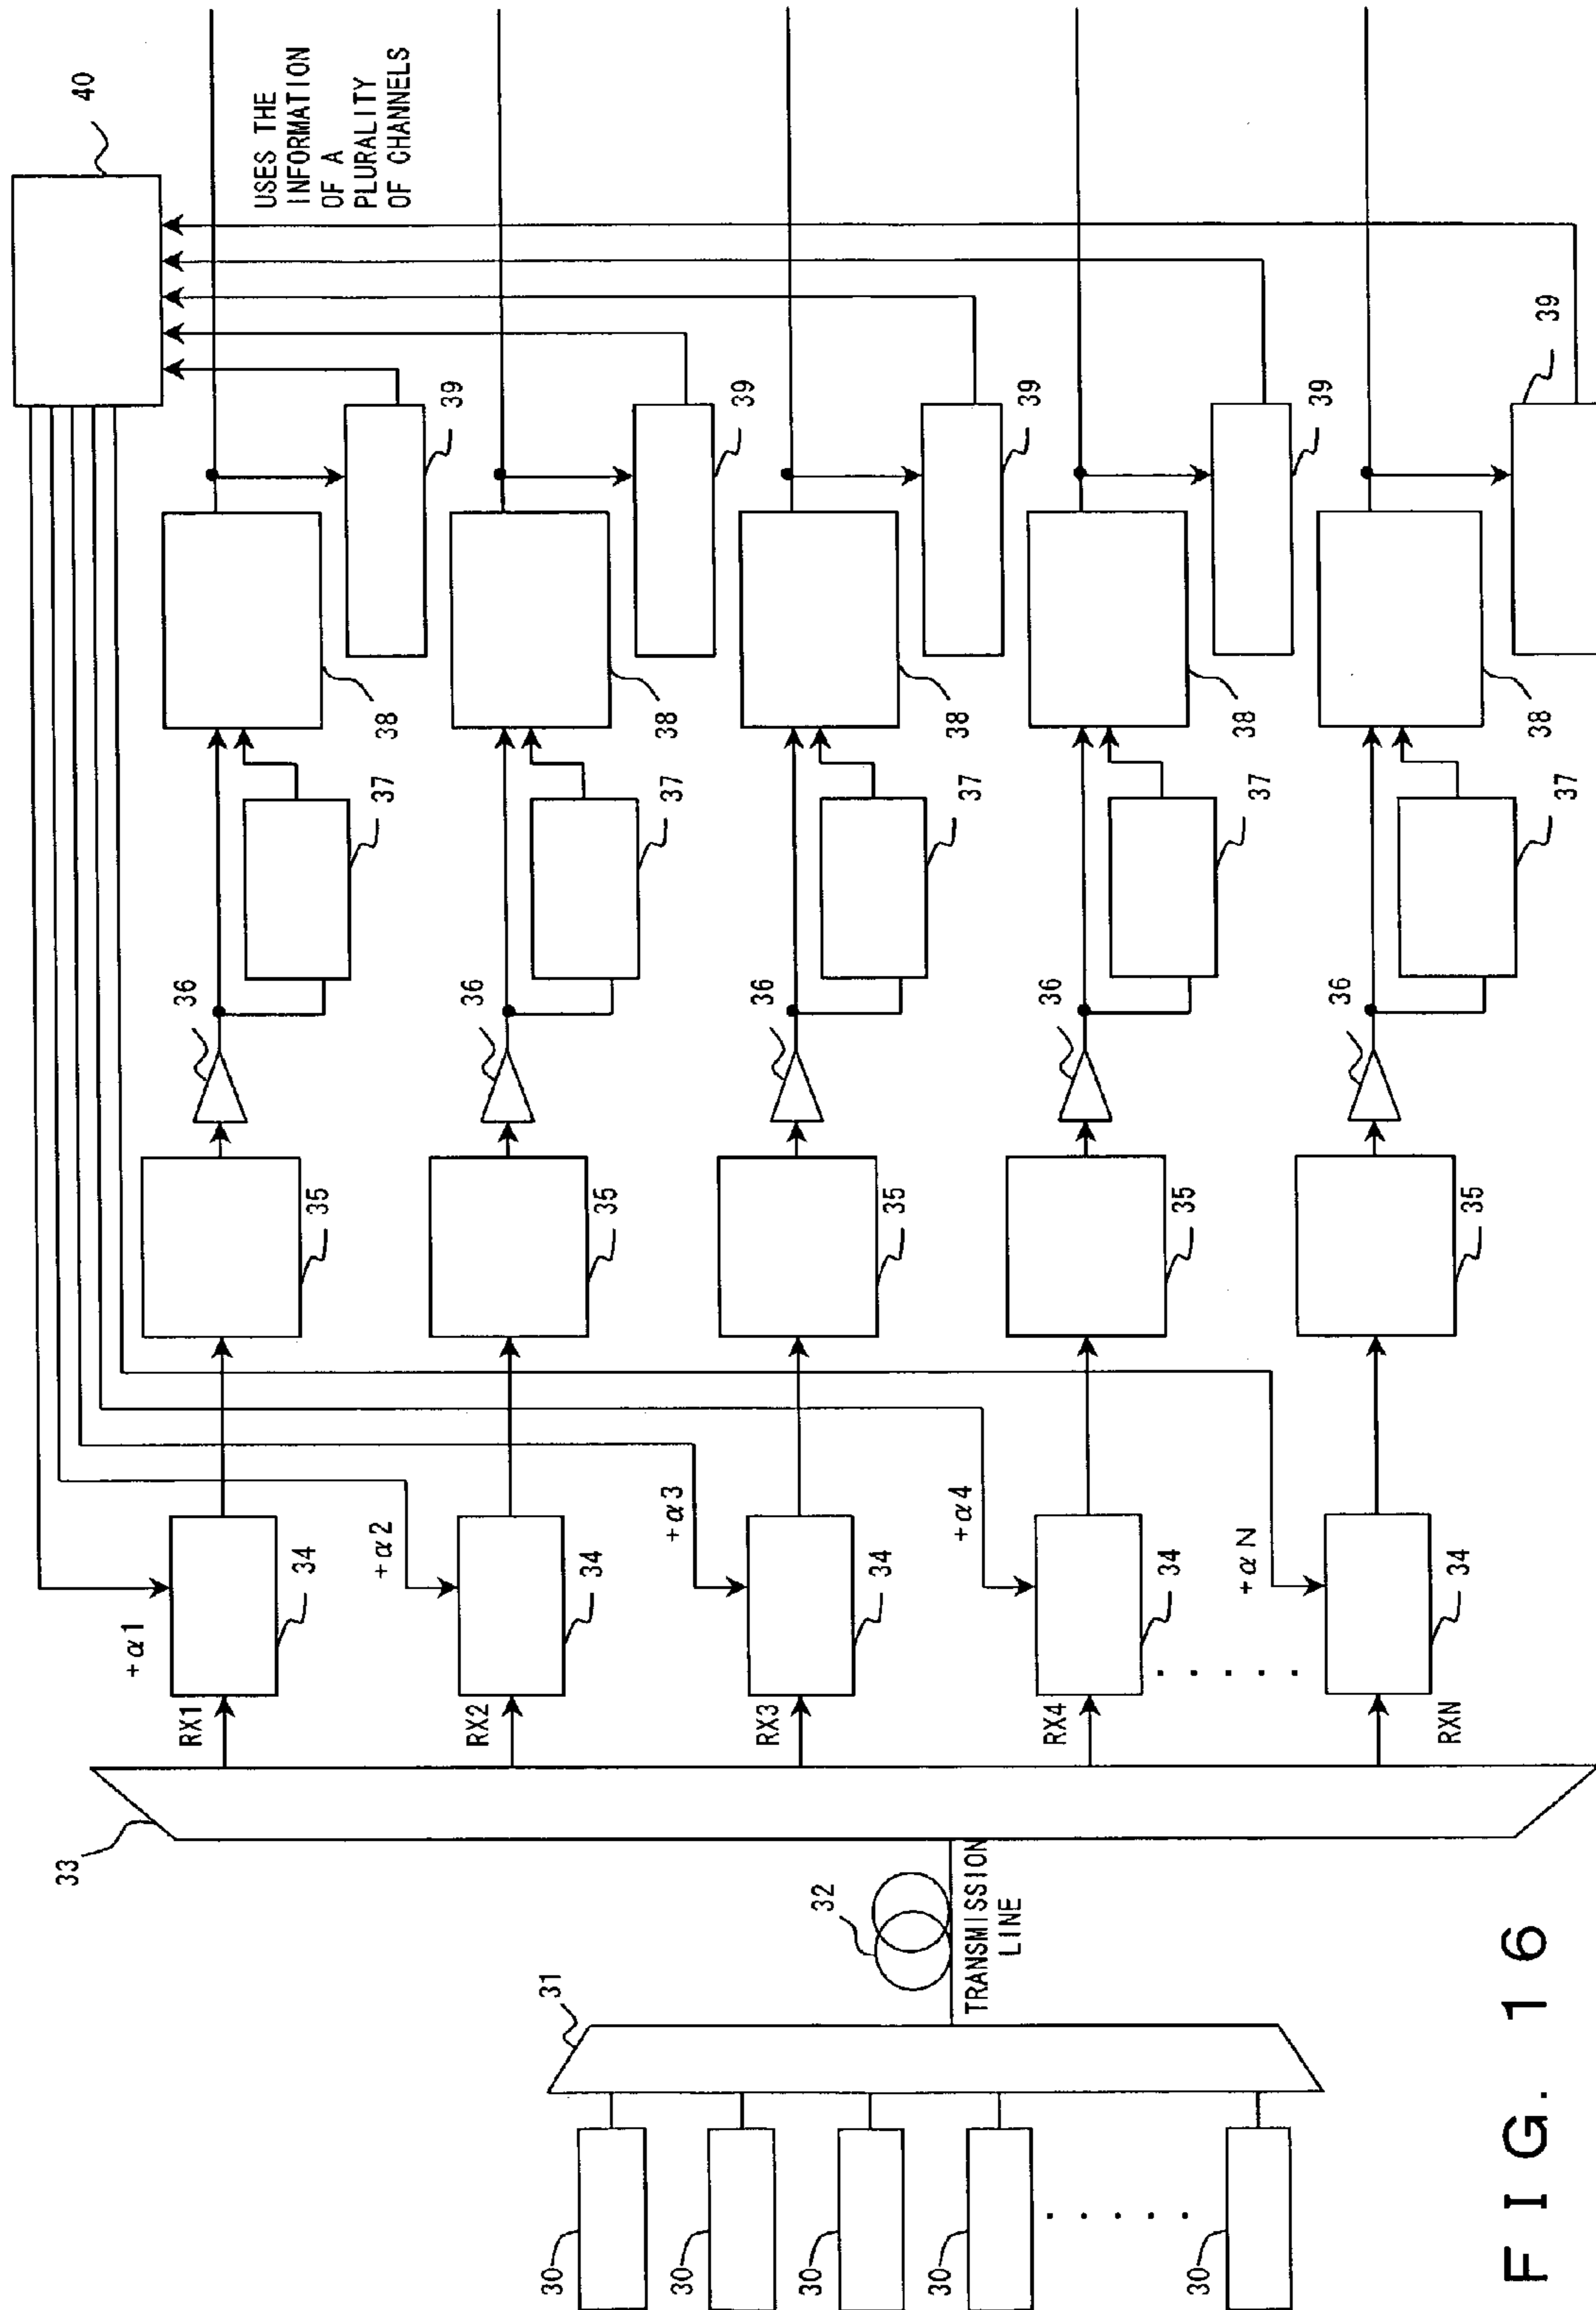 40
USES THE
INFORMATION
OF A
PLURALITY
OF CHANNELS
39
39
39
39
39
38
38
38
38
38
37
37
37
37
37
36
36
36
36
36
35
35
35
35
35
+α1
+α2
+α3
+α4
+αN
34
34
34
34
34
.....
RX1
RX2
RX3
RX4
RXN
33
32
TRANSMISSION
LINE
31
30
30
30
30
.....
30
FIG. 16